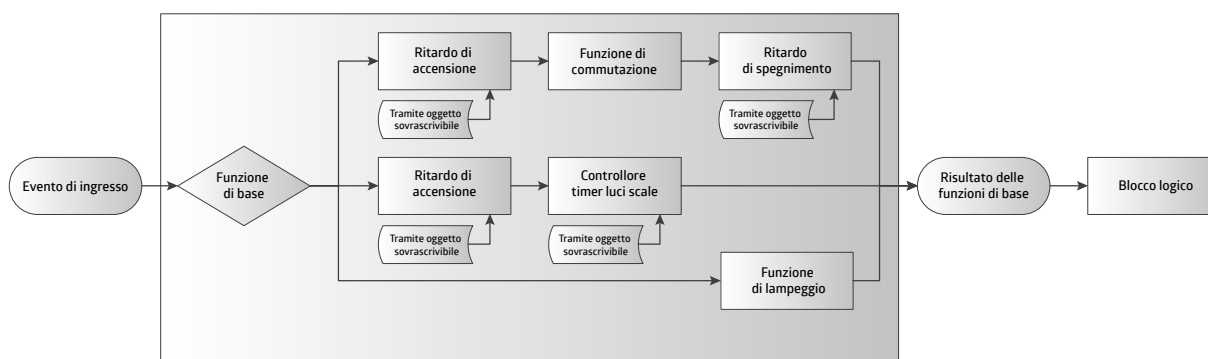 Ritardo di
accensione
Funzione di
commutazione
Ritardo
di spegnimento
Tramite oggetto
sovrascrivibile
Tramite oggetto
sovrascrivibile
Evento di ingresso
Funzione
di base
Ritardo di
accensione
Controllore
timer luci scale
Risultato delle
funzioni di base
Blocco logico
Tramite oggetto
sovrascrivibile
Tramite oggetto
sovrascrivibile
Funzione
di lampeggio